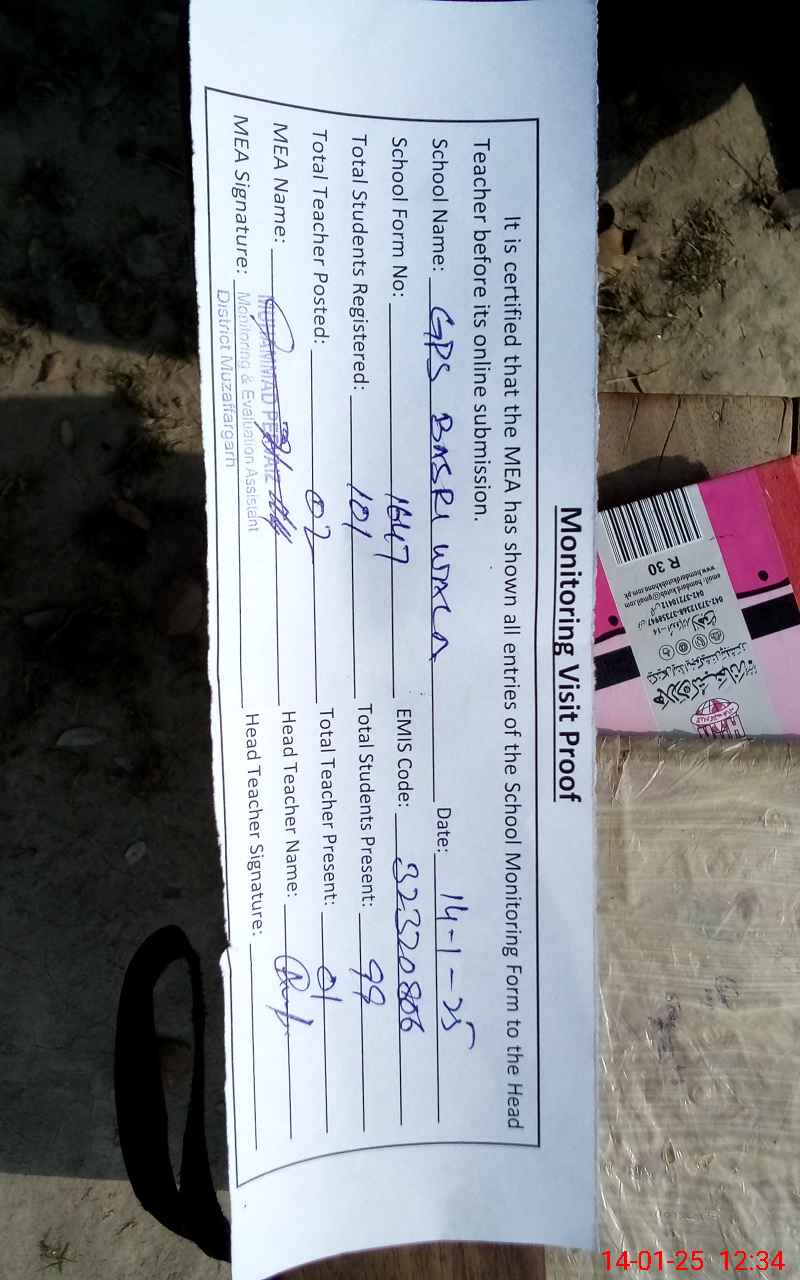 Monitoring Visit Proof
It is certified that the MEA has shown all entries of the School Monitoring Form to the Head
Teacher before its online submission.
School Name: GPS BASRI WALA Date: 14-1-25
School Form No: 1647 EMIS Code: 32320806
Total Students Registered: 101 Total Students Present: 99
Total Teacher Posted: 02 Total Teacher Present: 01
MEA Name: MUHAMMAD Head Teacher Name:
MEA Signature: Head Teacher Signature:
Monitoring & Evaluation Assistant
District Muzaffargarh
R 30
042-37310412
14-01-25 12:34